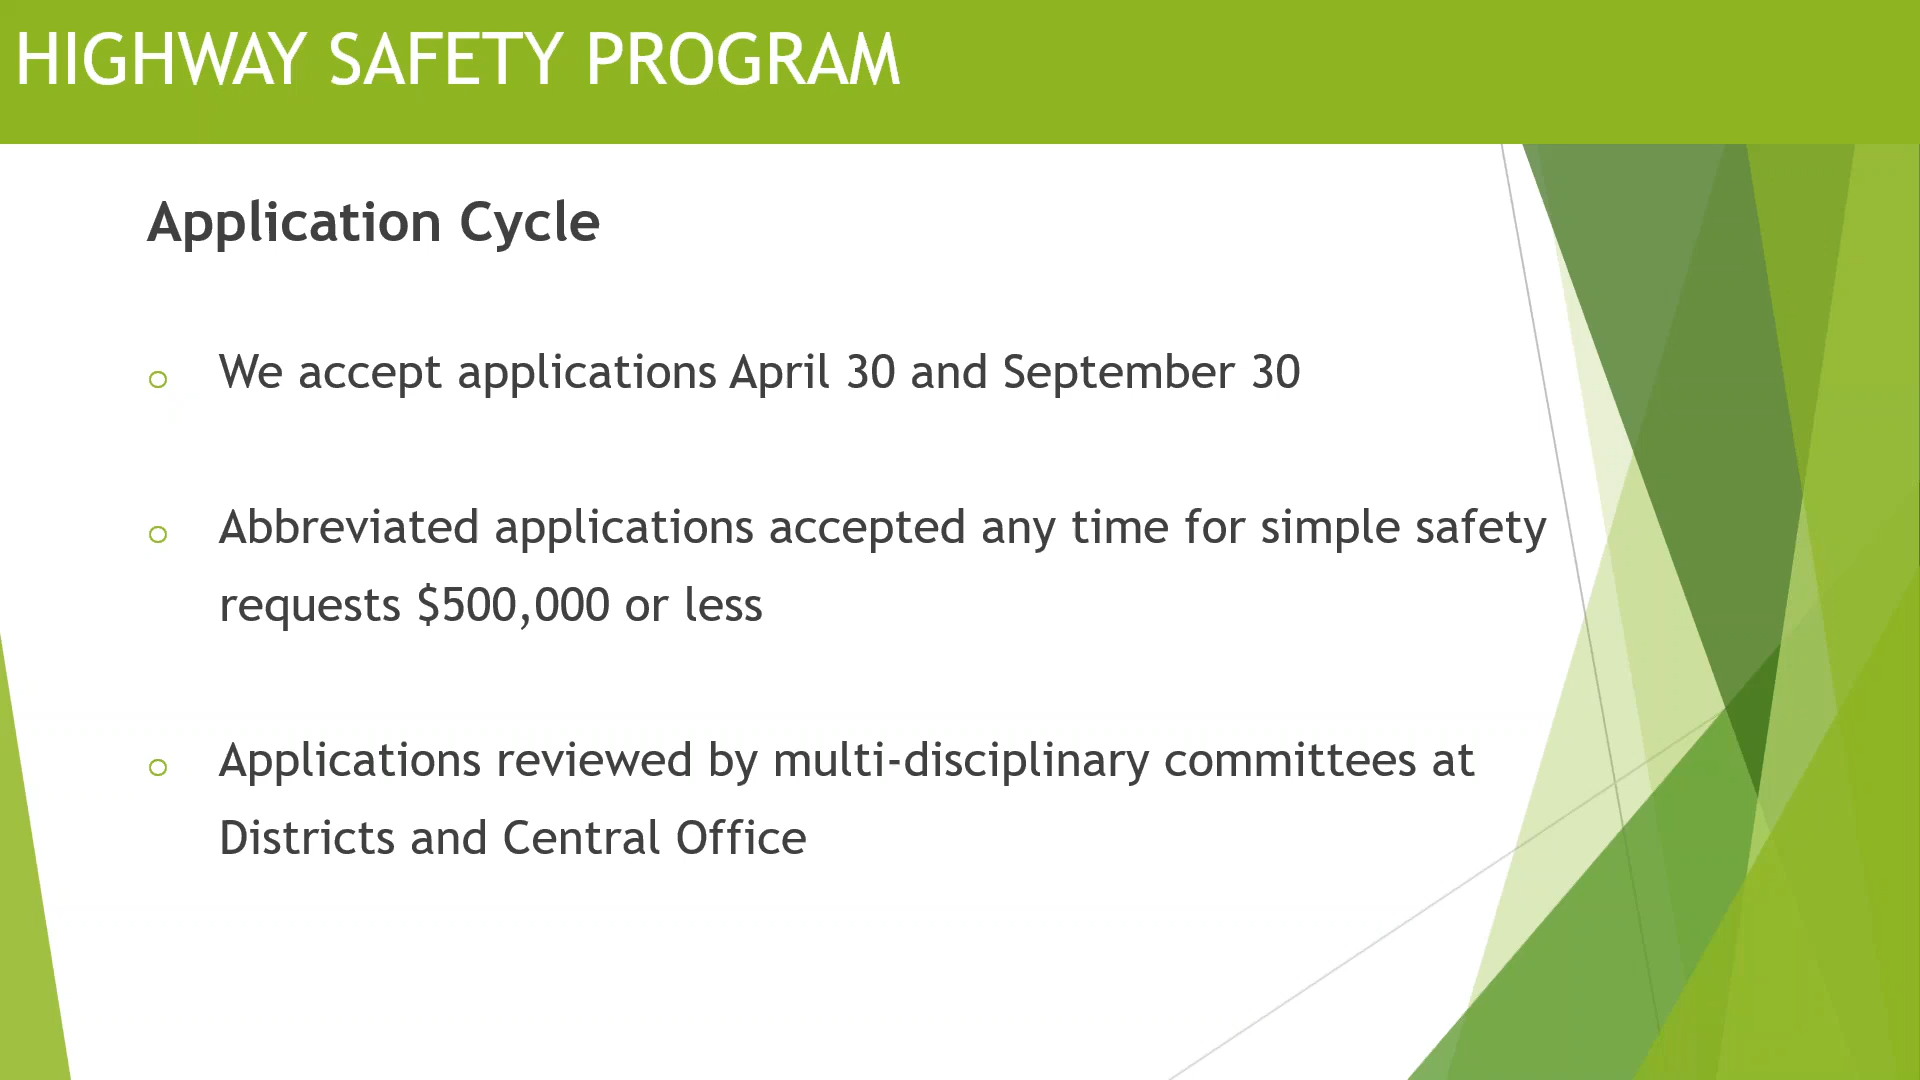 HIGHWAY SAFETY PROGRAM
Application Cycle
We accept applications April 30 and September 30
Abbreviated applications accepted any time for simple safety
requests $500,000 or less
Applications reviewed by multi-disciplinary committees at
Districts and Central Office